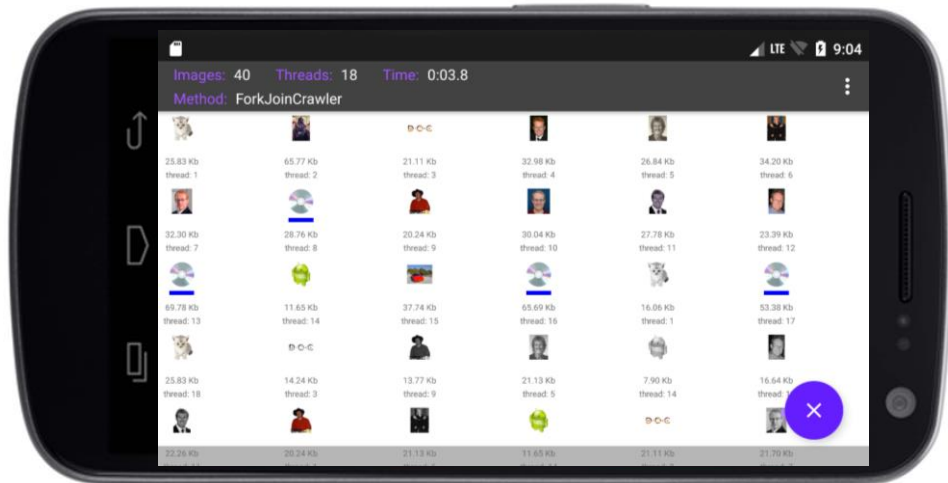 LTE 9:04
Images: 40 Threads: 18 Time: 0:03.8
Method: ForkJoinCrawler
D-O-C
25.83 Kb 65.77 Kb 21.11 Kb 32.98 Kb 26.84 Kb 34.20 Kb
thread: 1 thread: 2 thread: 3 thread: 4 thread: 5 thread: 6
32.30 Kb 28.76 Kb 20.24 Kb 30.04 Kb 27.78 Kb 23.39 Kb
thread: 7 thread: 8 thread: 9 thread: 10 thread: 11 thread: 12
69.78 Kb 11.65 Kb 37.74 Kb 65.69 Kb 16.06 Kb 53.38 Kb
thread: 13 thread: 14 thread: 15 thread: 16 thread: 1 thread: 17
D-O-C
25.83 Kb 14.24 Kb 13.77 Kb 21.13 Kb 7.90 Kb 16.64 Kb
thread: 18 thread: 3 thread: 9 thread: 5 thread: 14 thread:
D-O-C
22.26 Kb 20.24 Kb 21.13 Kb 11.65 Kb 21.11 Kb 21.70 Kb